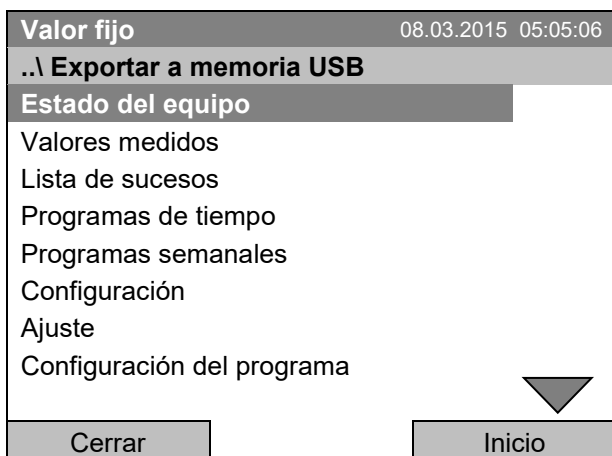 Valor fijo 08.03.2015 05:05:06
..\ Exportar a memoria USB
Estado del equipo
Valores medidos
Lista de sucesos
Programas de tiempo
Programas semanales
Configuración
Ajuste
Configuración del programa
Cerrar Inicio